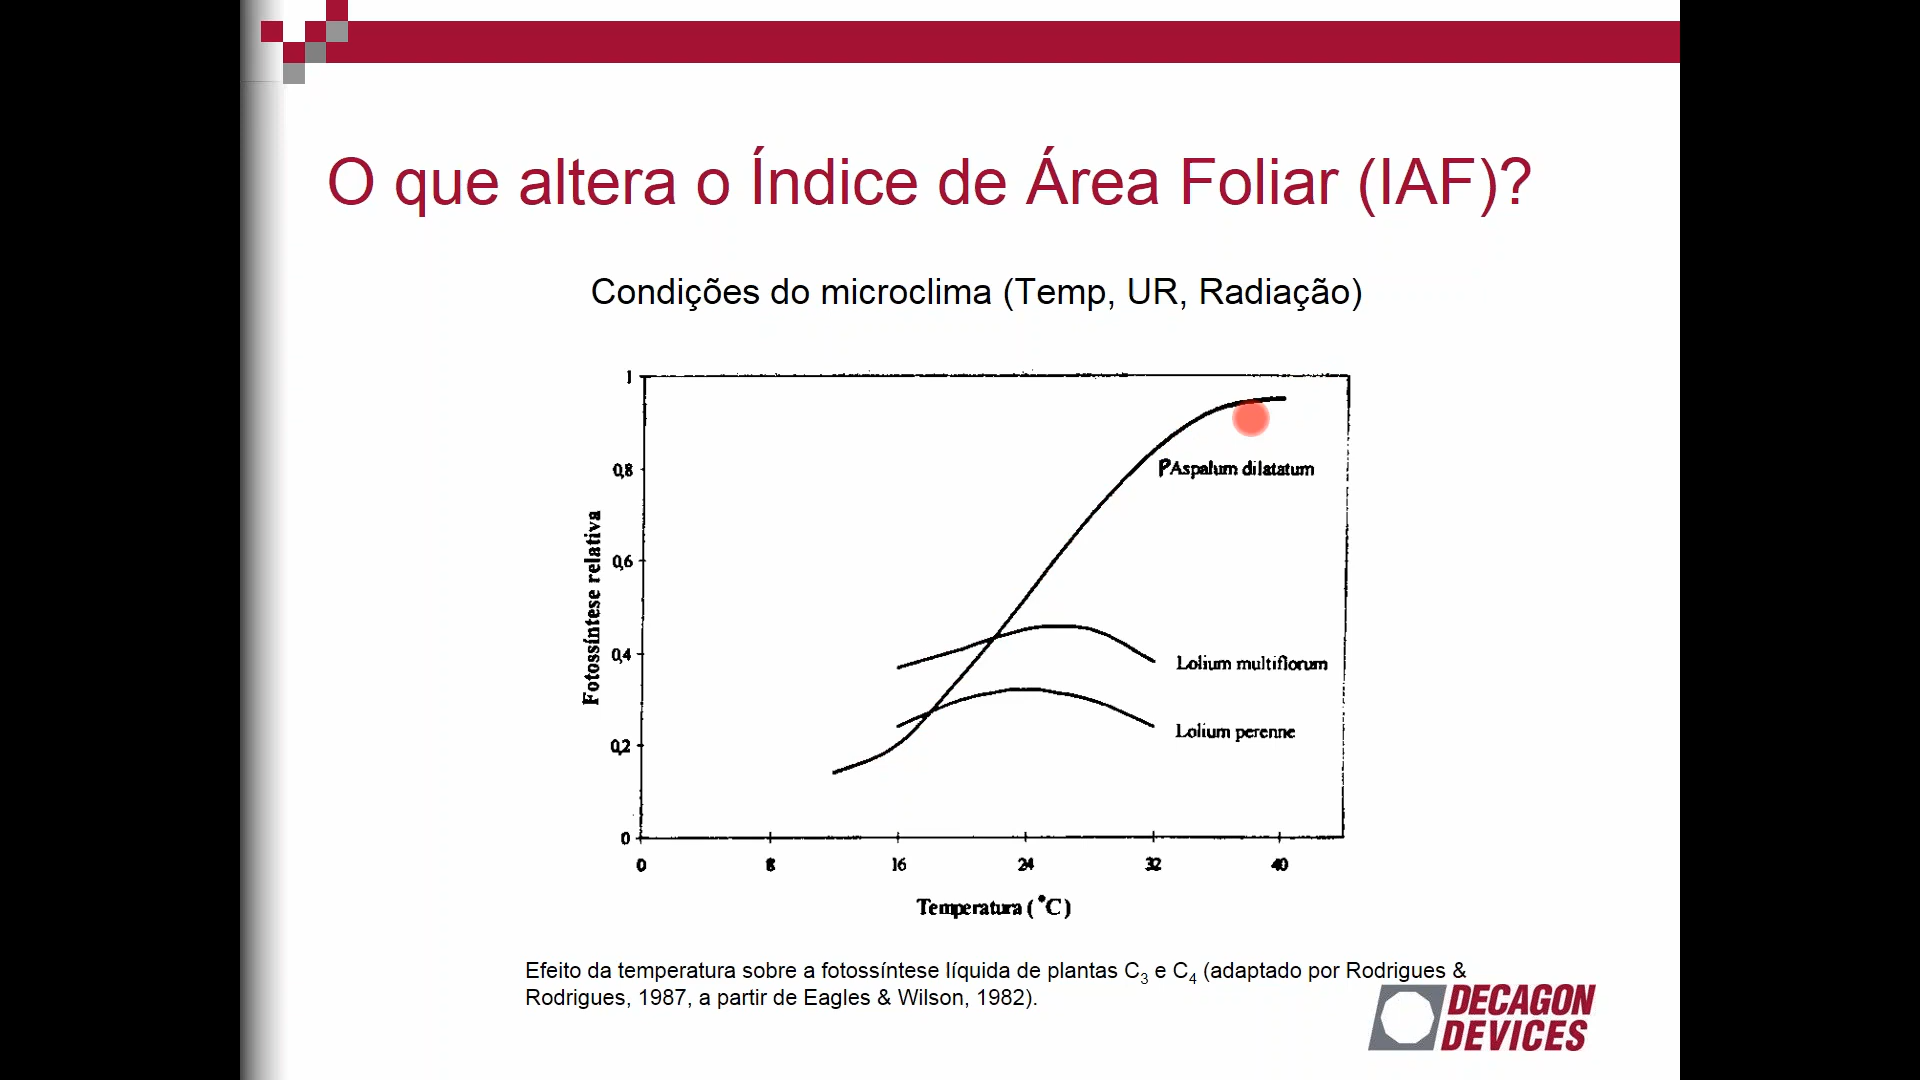 O que altera o Índice de Área Foliar (IAF)?
Condições do microclima (Temp, UR, Radiação)
1
0,8
0,6
0,4
0,2
0
Fotossíntese relativa
PAspalum dilatatum
Lolium multiflorum
Lolium perenne
0 8 16 24 32 40
Temperatura (°C)
Efeito da temperatura sobre a fotossíntese líquida de plantas C3 e C4 (adaptado por Rodrigues &
Rodrigues, 1987, a partir de Eagles & Wilson, 1982).
DECAGON
DEVICES